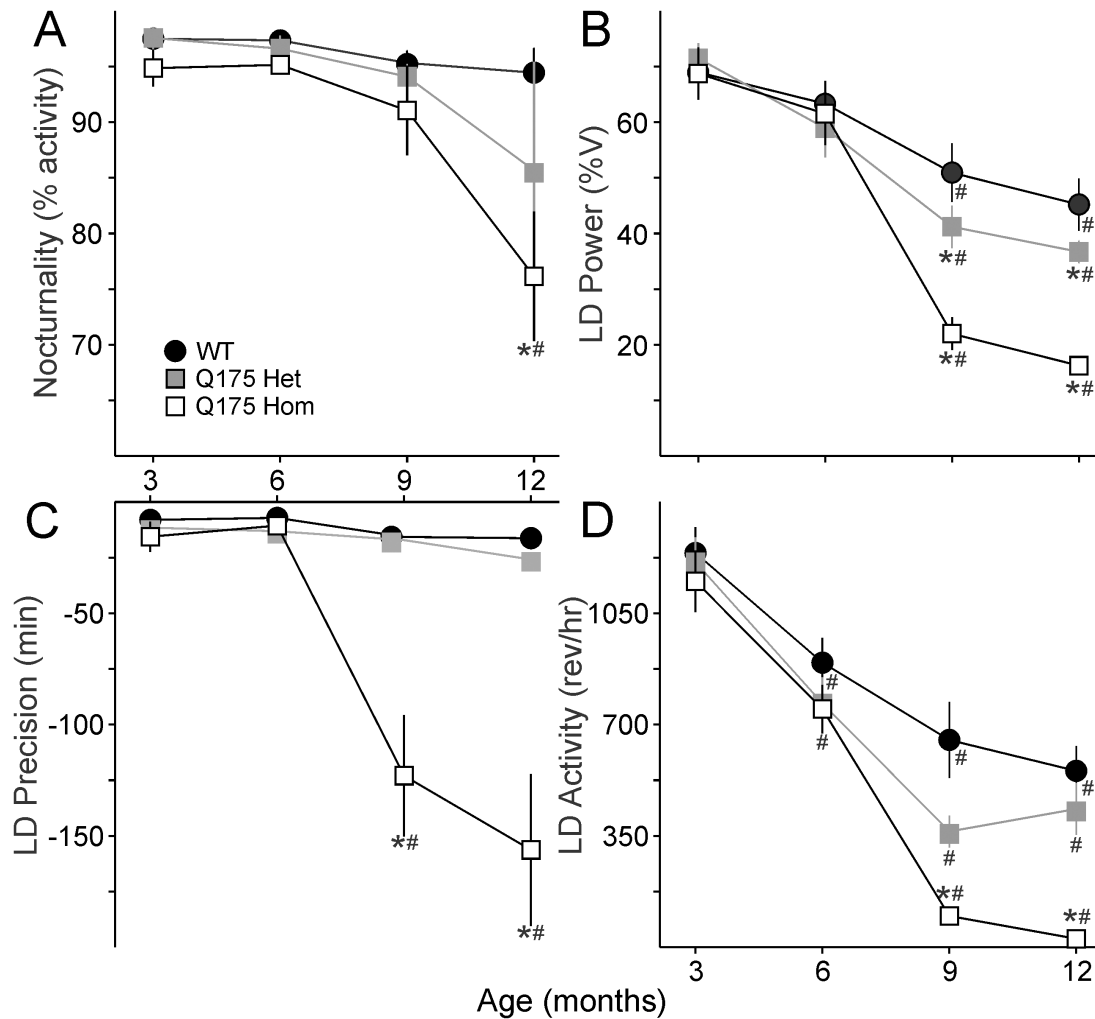 A
Nocturnality (% activity)
90
80
70
WT
Q175 Het
Q175 Hom
*#
3 6 9 12
B
LD Power (%V)
60
40
20
#
#
*#
*#
*#
*#
C
LD Precision (min)
-50
-100
-150
*#
*#
D
LD Activity (rev/hr)
1050
700
350
#
#
#
#
#
#
*#
*#
3 6 9 12
Age (months)